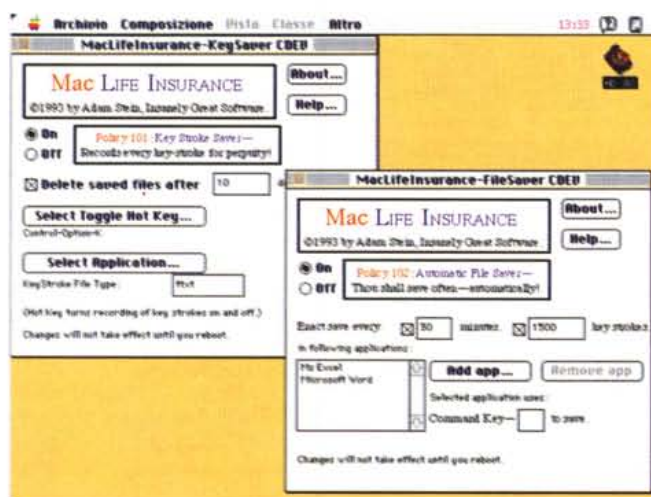 Archivio Composizione Vista Classe Altro 13:33
MacLifeInsurance-KeySaver CDEV
MAC LIFE INSURANCE
©1993 by Adam Stein, Insanely Great Software
About...
Help...
On
Off
Policy 101: Key Stroke Saver—
Records every key-stroke for perpuity!
Delete saved files after 10
Select Toggle Hot Key...
Control-Option-K
Select Application...
KeyStroke File Type: ttxt
(Hot Key turns recording of key strokes on and off.)
Changes will not take effect until you reboot.
MacLifeInsurance-FileSaver CDEV
MAC LIFE INSURANCE
©1993 by Adam Stein, Insanely Great Software
About...
Help...
On
Off
Policy 102: Automatic File Saver—
Thou shall save often—automatically!
Enact save every 30 minutes. 1500 key strokes.
in following applications:
Ms Excel
Microsoft Word
Add app...
Remove app
Selected application uses:
Command Key— to save.
Changes will not take effect until you reboot.